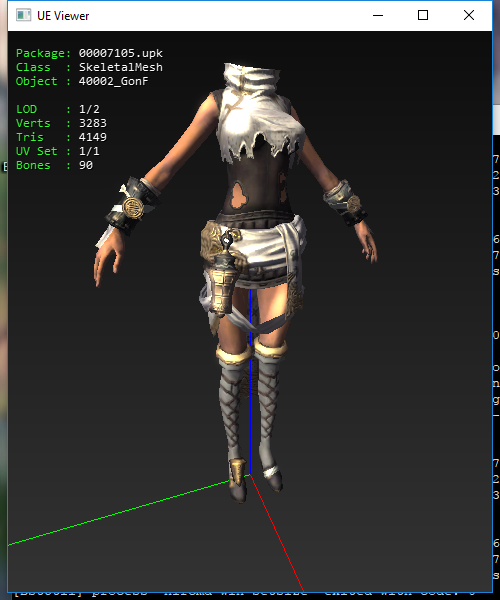 UE Viewer
Package: 00007105.upk
Class : SkeletalMesh
Object : 40002_GonF
LOD : 1/2
Verts : 3283
Tris : 4149
UV Set : 1/1
Bones : 90